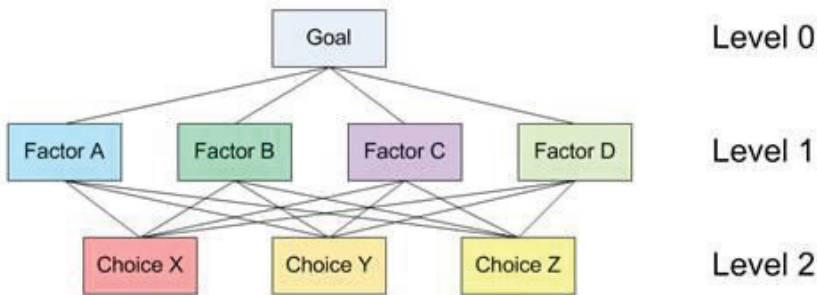 Goal Level 0
Factor A Factor B Factor C Factor D Level 1
Choice X Choice Y Choice Z Level 2